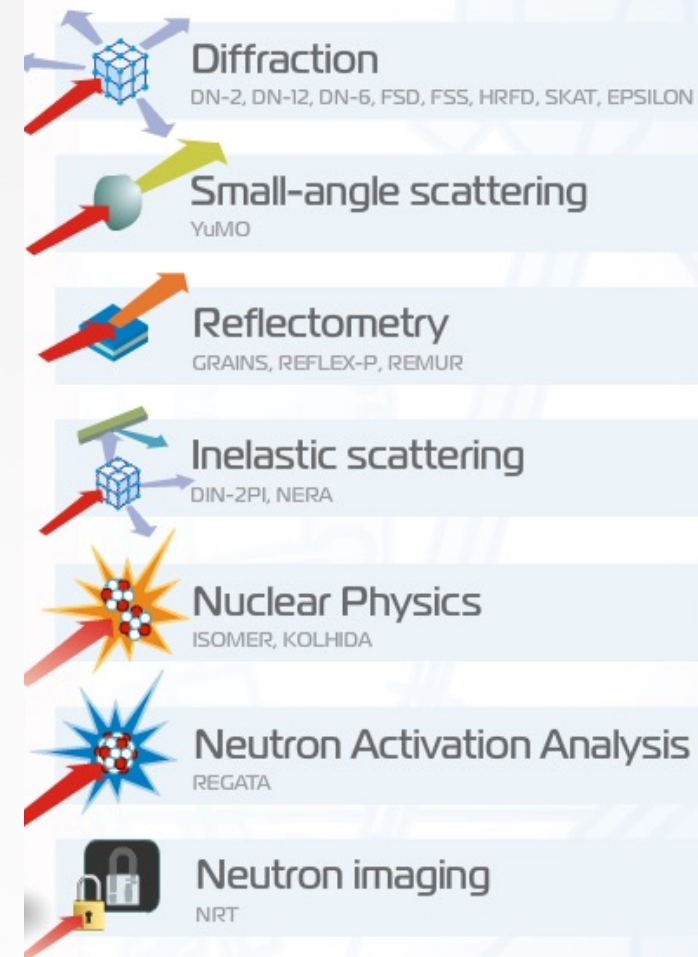 Diffraction
DN-2, DN-12, DN-6, FSD, FSS, HRFD, SKAT, EPSILON
Small-angle scattering
YuMO
Reflectometry
GRAINS, REFLEX-P, REMUR
Inelastic scattering
DIN-2PI, NERA
Nuclear Physics
ISOMER, KOLHIDA
Neutron Activation Analysis
REGATA
Neutron imaging
NRT